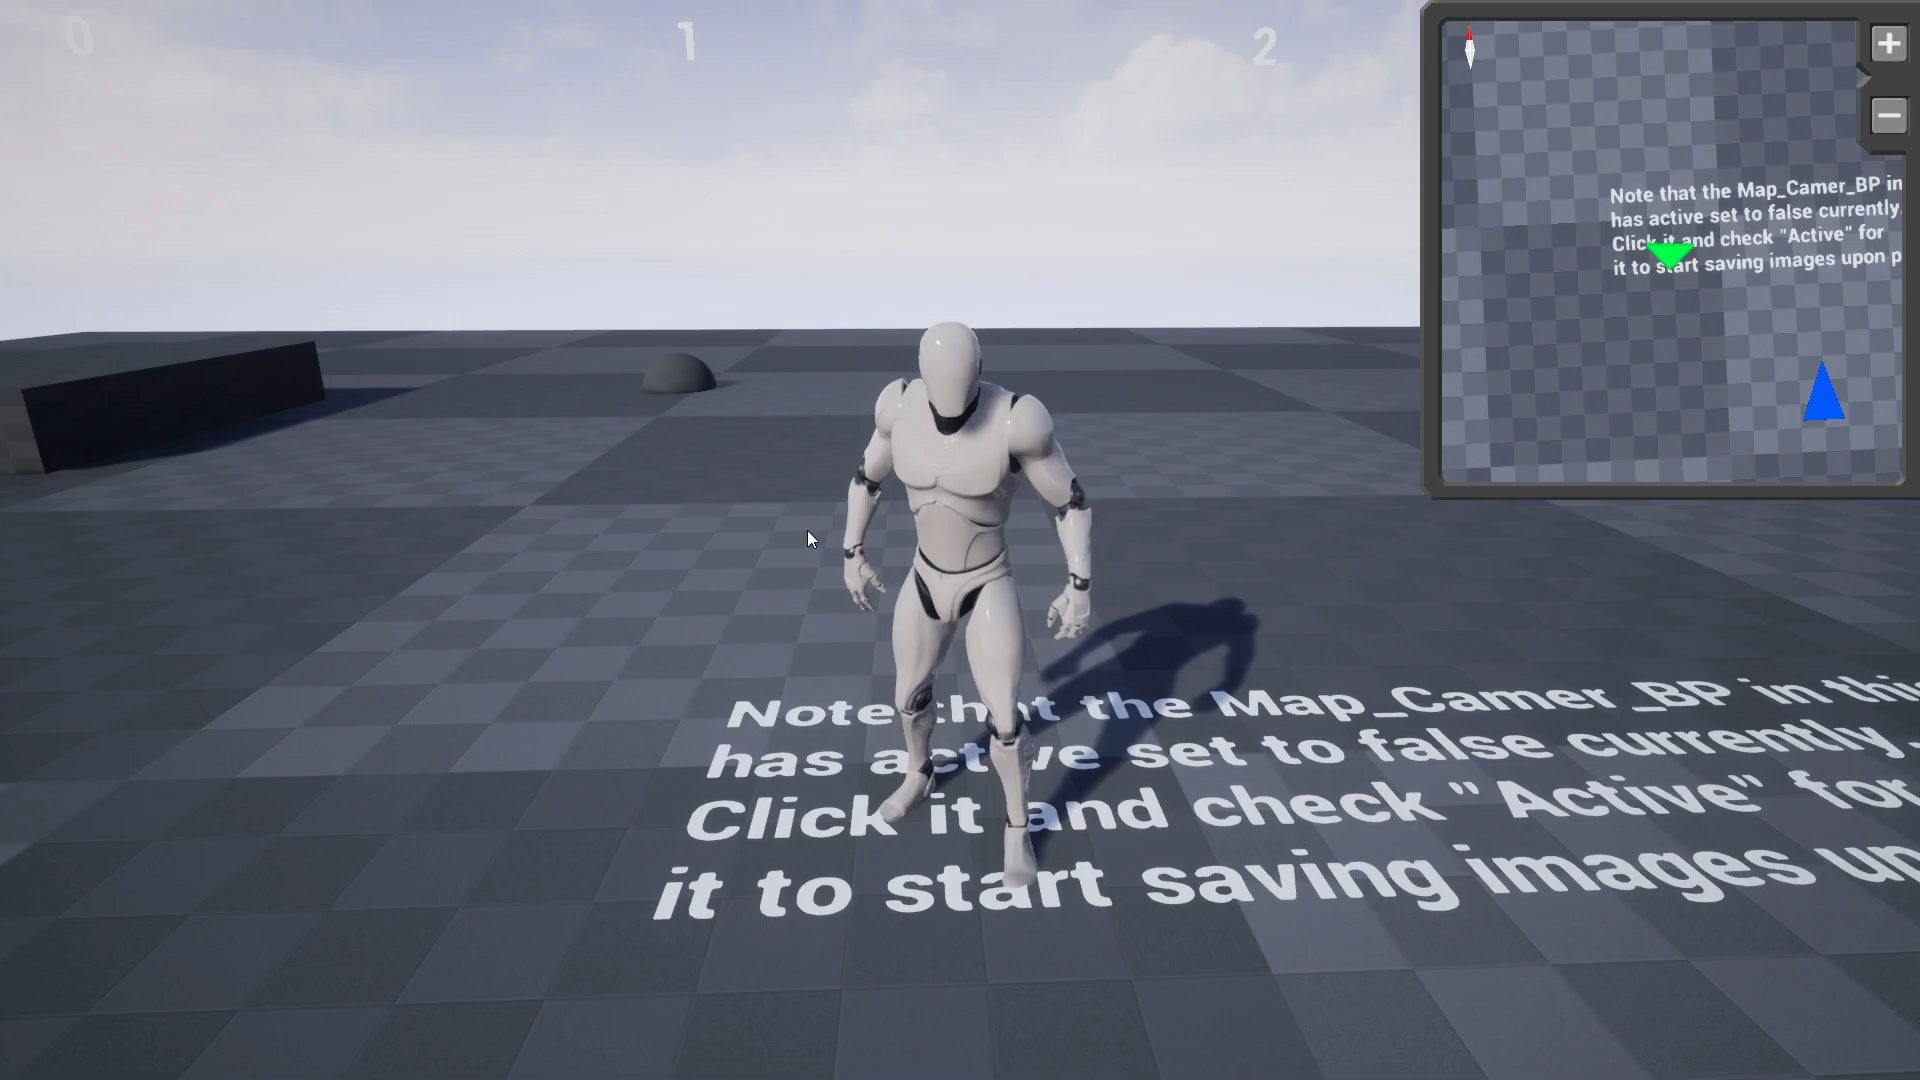 0
1
2
Note that the Map_Camer_BP in
has active set to false currently.
Click it and check "Active" for
it to start saving images upon p
Note that the Map_Camer_BP in this
has active set to false currently.
Click it and check "Active" for
it to start saving images up